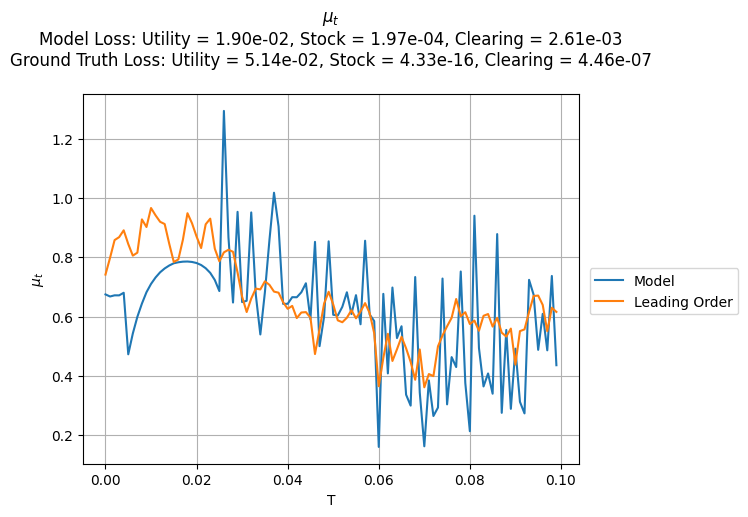 μt
Model Loss: Utility = 1.90e-02, Stock = 1.97e-04, Clearing = 2.61e-03
Ground Truth Loss: Utility = 5.14e-02, Stock = 4.33e-16, Clearing = 4.46e-07
1.2
1.0
0.8
0.6
0.4
0.2
μt
0.00
0.02
0.04
0.06
0.08
0.10
T
Model
Leading Order